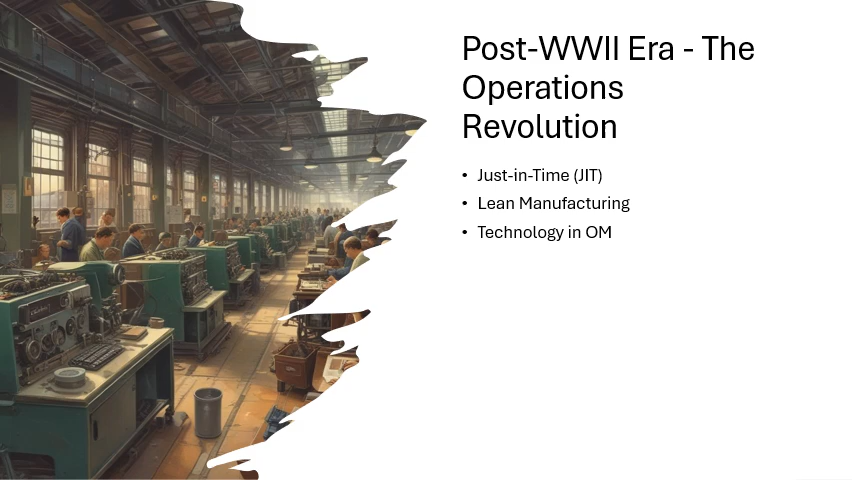 Post-WWII Era - The
Operations
Revolution
• Just-in-Time (JIT)
• Lean Manufacturing
• Technology in OM